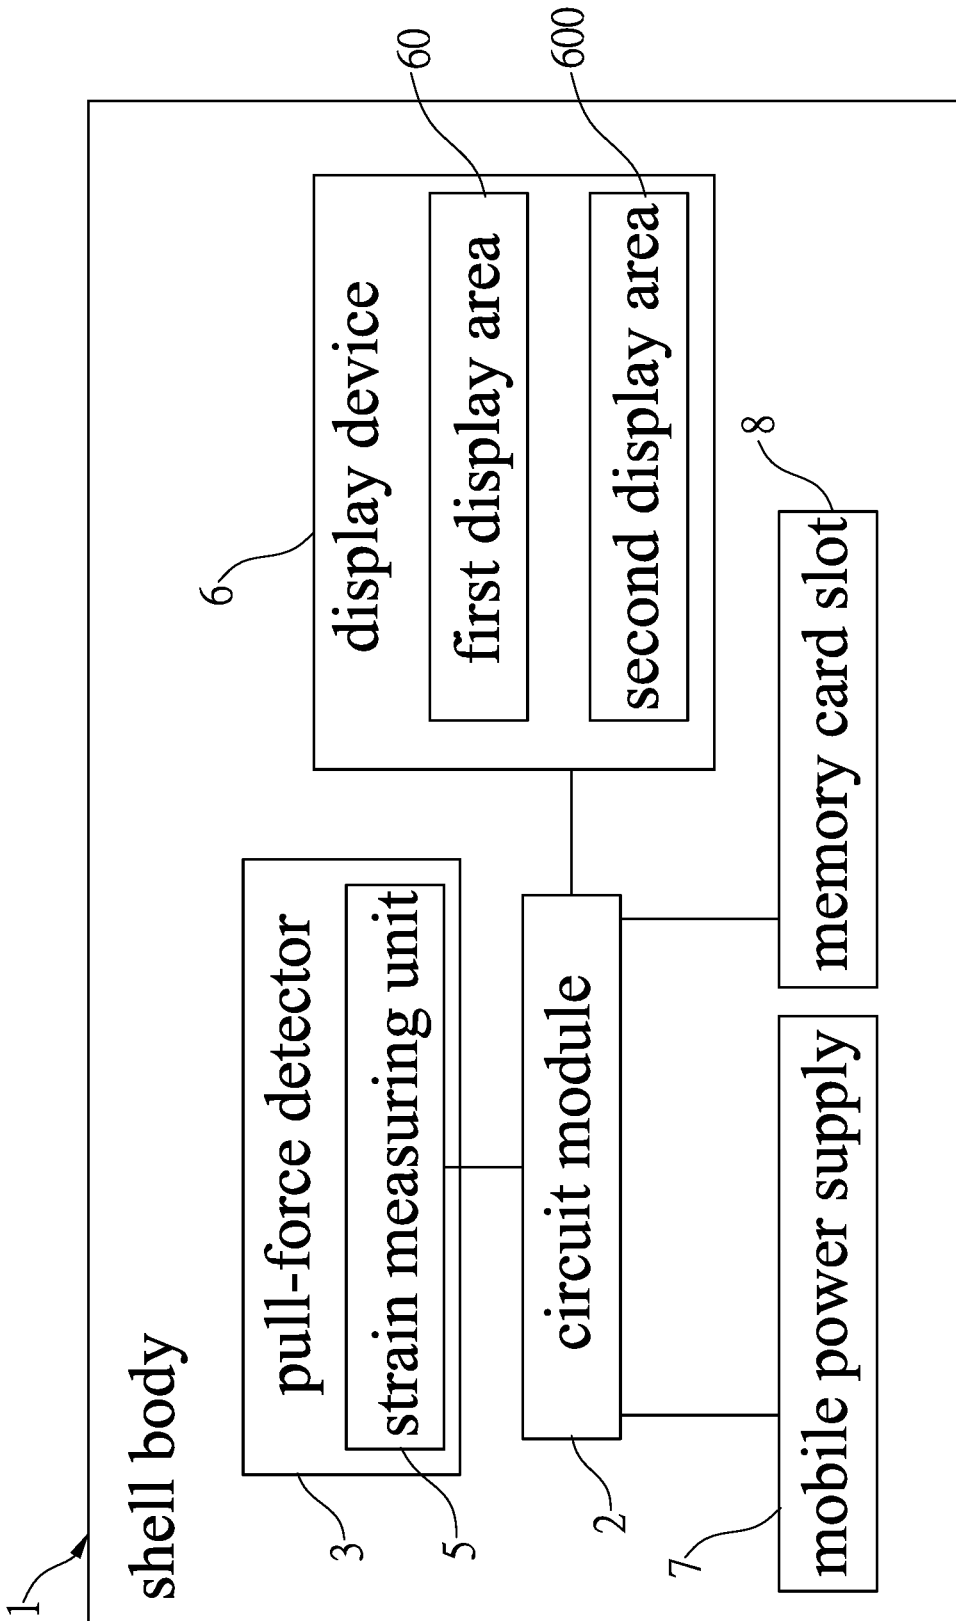 1
shell body
3
pull-force detector
5
strain measuring unit
6
display device
first display area
60
second display area
600
2
circuit module
7
mobile power supply
memory card slot
8